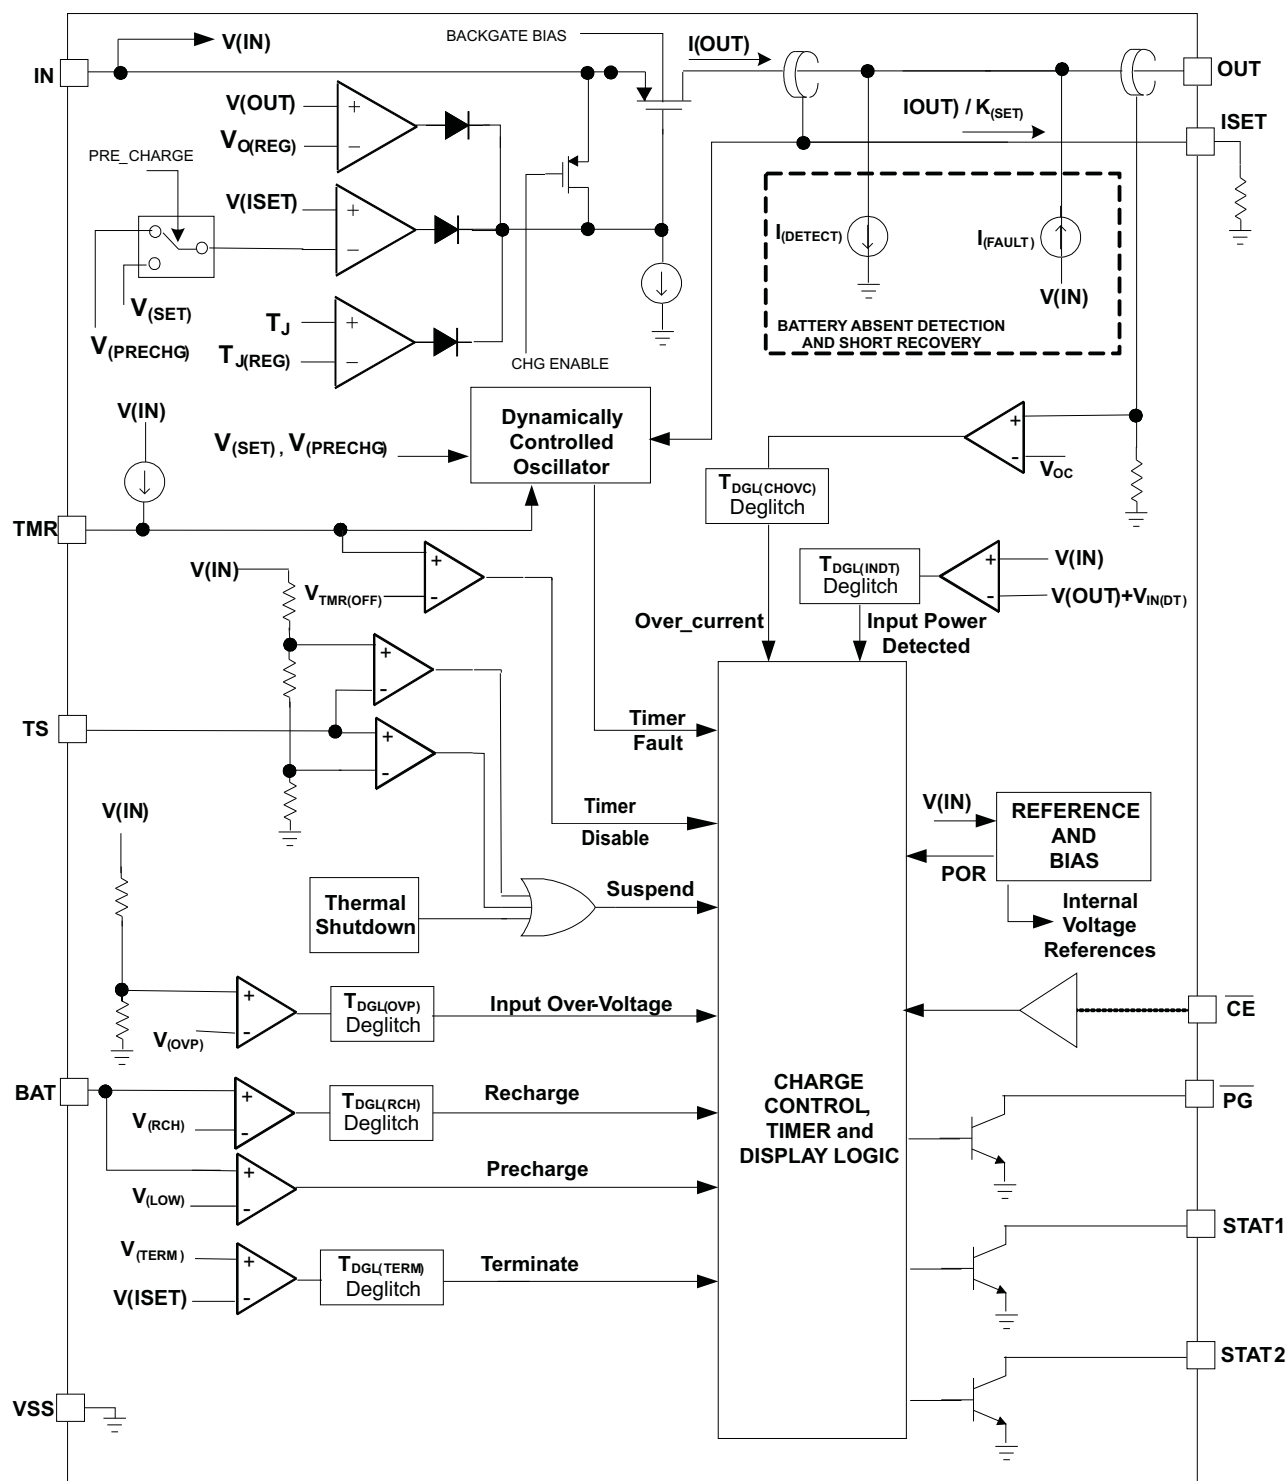 BACKGATE BIAS
V(IN)
I(OUT)
IN
OUT
V(OUT)
VO(REG)
IOUT) / K(SET)
ISET
PRE_CHARGE
V(ISET)
I(DETECT)
I(FAULT)
V(SET)
V(PRECHG)
V(IN)
TJ
TJ(REG)
BATTERY ABSENT DETECTION
AND SHORT RECOVERY
CHG ENABLE
V(IN)
Dynamically
Controlled
Oscillator
V(SET) , V(PRECHG)
VOC
TDGL(CHOVC)
Deglitch
TMR
V(IN)
VTMR(OFF)
TDGL(INDT)
Deglitch
V(IN)
V(OUT)+VIN(DT)
Over_current
Input Power
Detected
TS
Timer
Fault
V(IN)
Timer
Disable
V(IN)
REFERENCE
AND
BIAS
POR
Thermal
Shutdown
Suspend
Internal
Voltage
References
V(OVP)
TDGL(OVP)
Deglitch
Input Over-Voltage
CE
BAT
V(RCH)
TDGL(RCH)
Deglitch
Recharge
CHARGE
CONTROL,
TIMER and
DISPLAY LOGIC
PG
V(LOW)
Precharge
V(TERM)
V(ISET)
TDGL(TERM)
Deglitch
Terminate
STAT1
STAT2
VSS
+
−
+
−
+
−
+
-
+
-
+
-
+
-
+
-
+
-
+
-
+
-
+
-